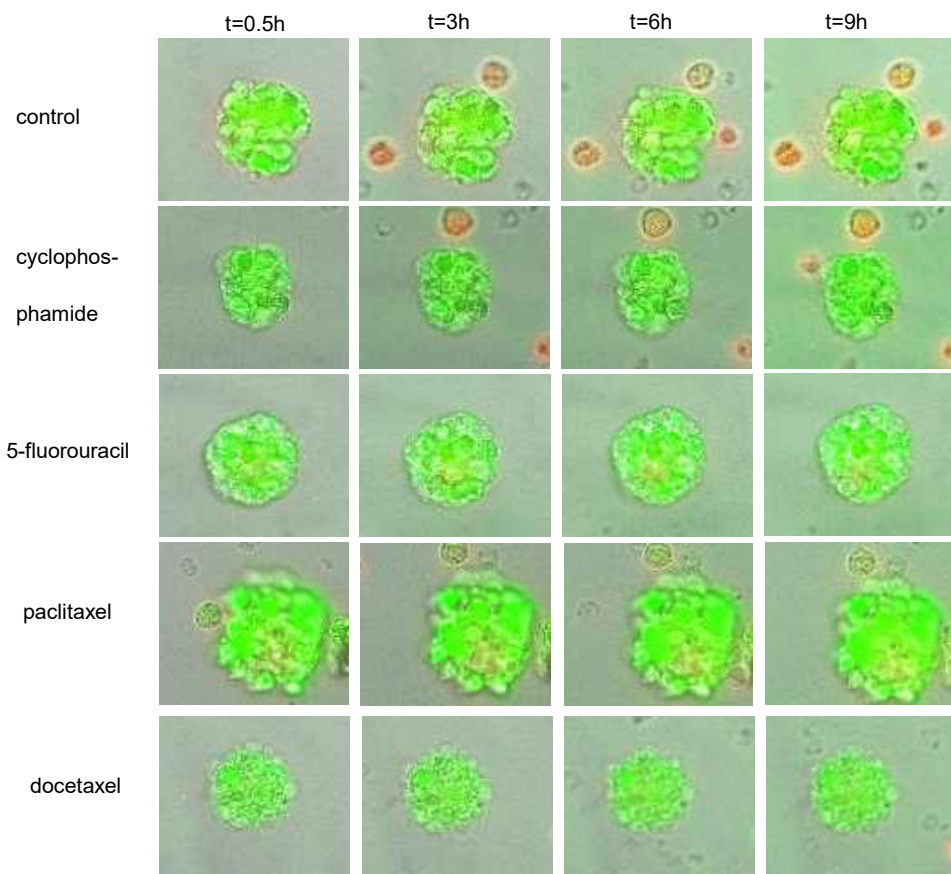 t=0.5h t=3h t=6h t=9h
control
cyclophos-
phamide
5-fluorouracil
paclitaxel
docetaxel